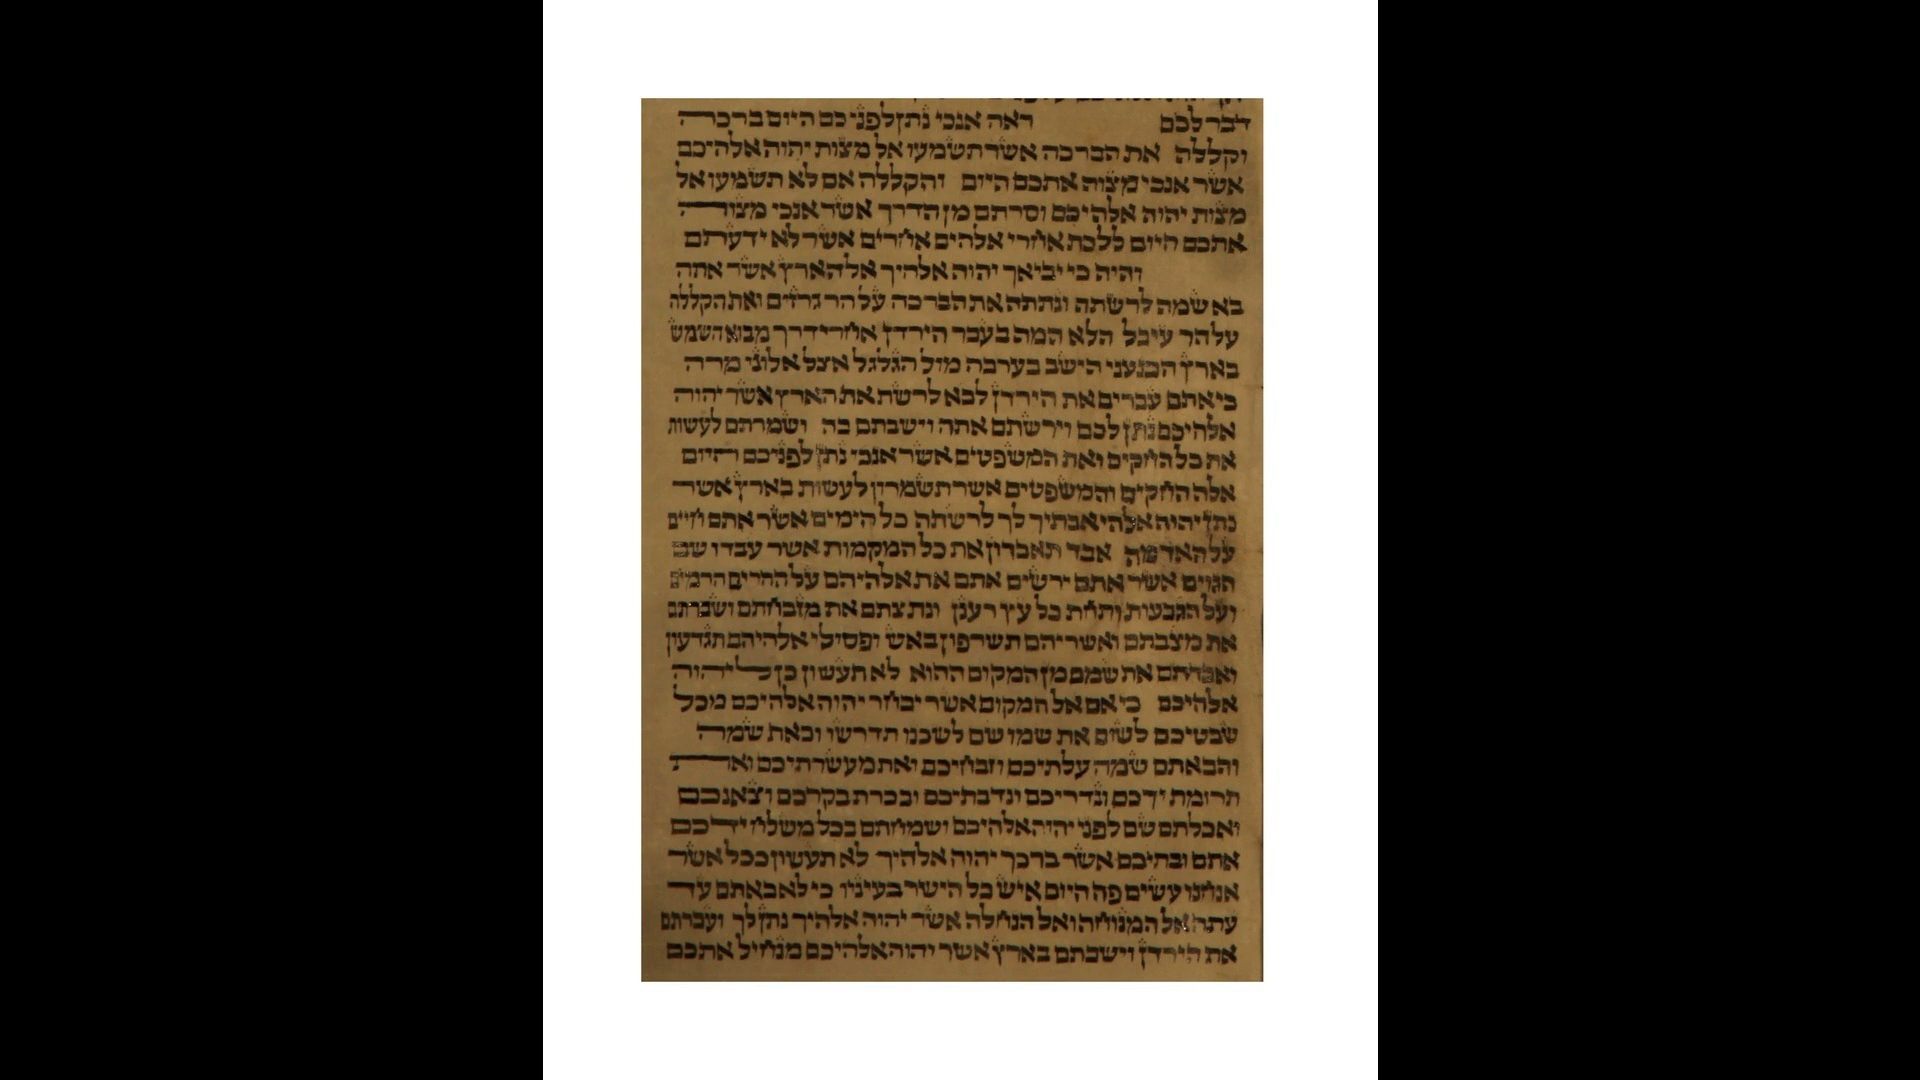 דבר לכם ראה אנכי נתן לפניכם היום ברכה
וקללה את הברכה אשר תשמעו אל מצות יהוה אלהיכם
אשר אנכי מצוה אתכם היום והקללה אם לא תשמעו אל
מצות יהוה אלהיכם וסרתם מן הדרך אשר אנכי מצוה
אתכם היום ללכת אחרי אלהים אחרים אשר לא ידעתם
והיה כי יביאך יהוה אלהיך אל הארץ אשר אתה
בא שמה לרשתה ונתתה את הברכה על הר גרזים ואת הקללה
על הר עיבל הלא המה בעבר הירדן אחרי דרך מבוא השמש
בארץ הכנעני הישב בערבה מול הגלגל אצל אלוני מרה
כי אתם עברים את הירדן לבא לרשת את הארץ אשר יהוה
אלהיכם נתן לכם וירשתם אתה וישבתם בה ושמרתם לעשות
את כל החקים ואת המשפטים אשר אנכי נתן לפניכם היום
אלה החקים והמשפטים אשר תשמרון לעשות בארץ אשר
נתן יהוה אלהי אבתיך לך לרשתה כל הימים אשר אתם חיים
על האדמה אבד תאבדון את כל המקמות אשר עבדו שם
הגוים אשר אתם ירשים אתם את אלהיהם על ההרים הרמים
ועל הגבעות ותחת כל עץ רענן ונתצתם את מזבחתם ושברתם
את מצבתם ואשריהם תשרפון באש ופסילי אלהיהם תגדעון
ואבדתם את שמם מן המקום ההוא לא תעשון כן ליהוה
אלהיכם כי אם אל המקום אשר יבחר יהוה אלהיכם מכל
שבטיכם לשום את שמו שם לשכנו תדרשו ובאת שמה
והבאתם שמה עלתיכם וזבחיכם ואת מעשרתיכם ואת
תרומת ידכם ונדריכם ונדבתיכם ובכרת בקרכם וצאנכם
ואכלתם שם לפני יהוה אלהיכם ושמחתם בכל משלח ידכם
אתם ובתיכם אשר ברכך יהוה אלהיך לא תעשון ככל אשר
אנחנו עשים פה היום איש כל הישר בעיניו כי לא באתם עד
עתה אל המנוחה ואל הנחלה אשר יהוה אלהיך נתן לך ועברתם
את הירדן וישבתם בארץ אשר יהוה אלהיכם מנחיל אתכם